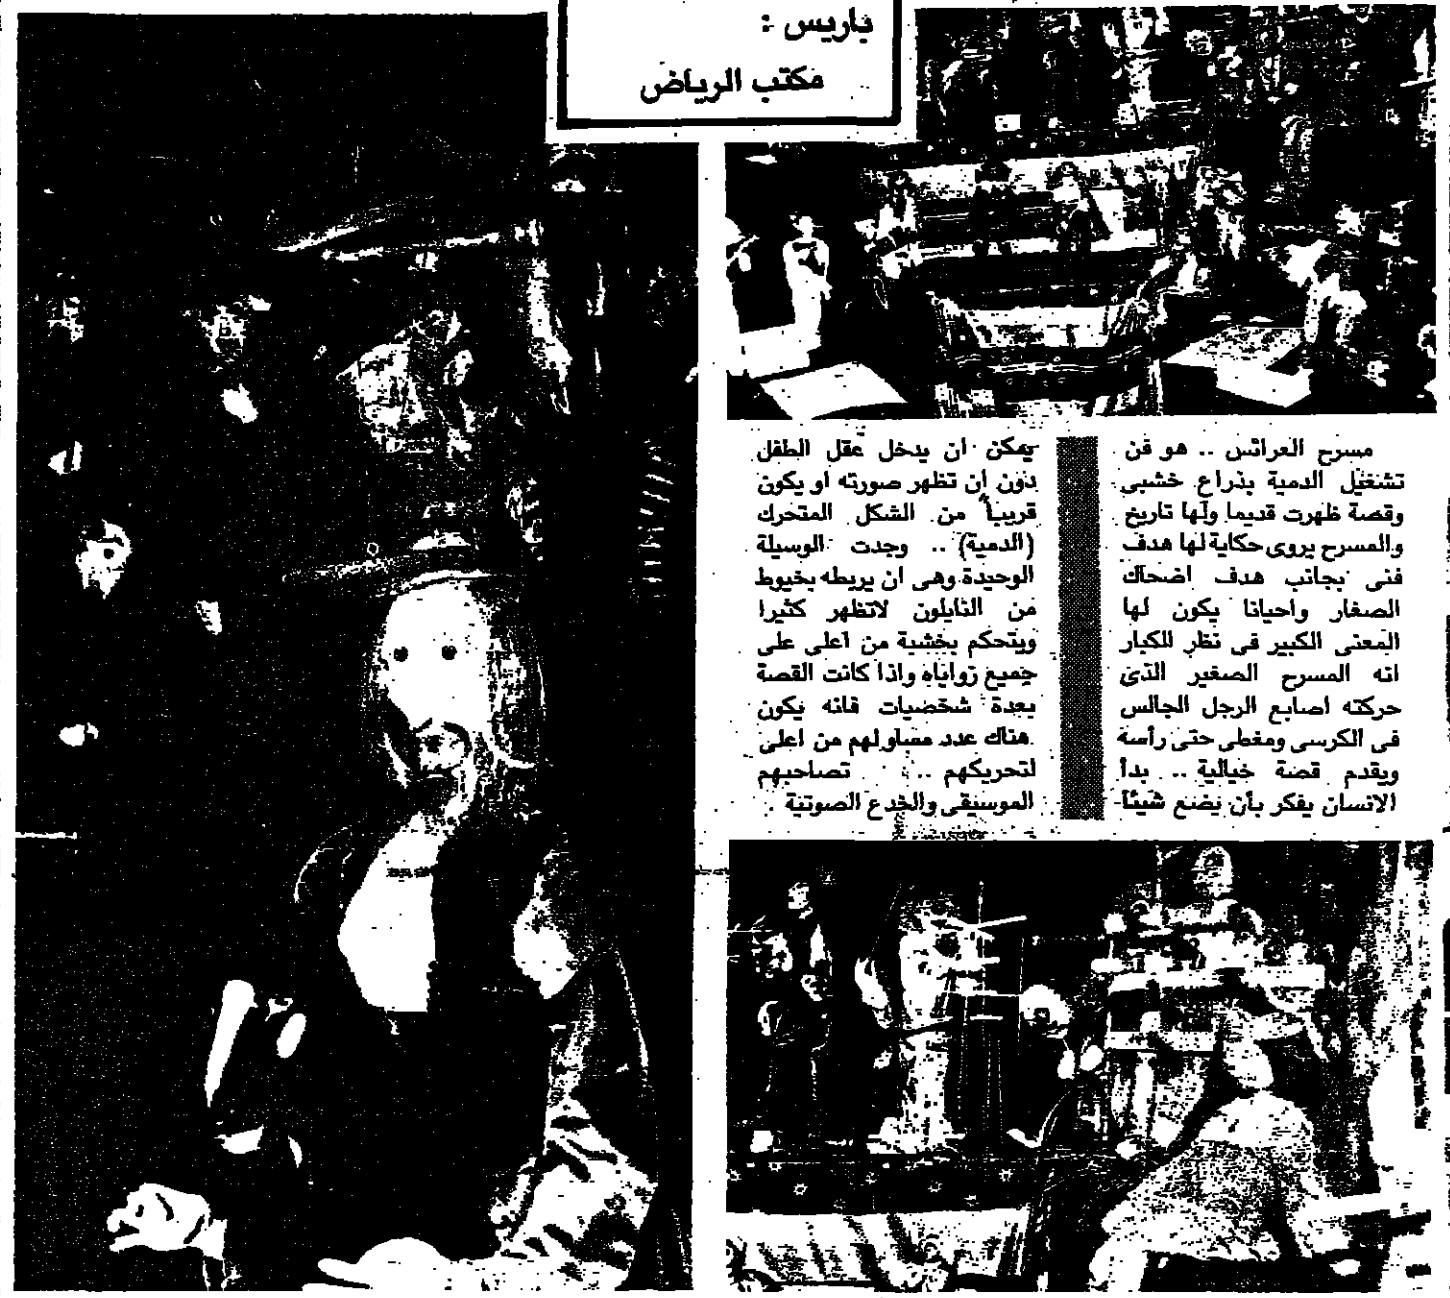 باريس :
مكتب الرياض
مسرح العرائس .. هو فن
تشغيل الدمية بذراع خشبى
وقصة ظهرت قديما ولها تاريخ
والمسرح يروى حكاية لها هدف
فنى بجانب هدف اضحاك
الصغار واحيانا يكون لها
المعنى الكبير فى نظر الكبار
انه المسرح الصغير الذى
حركته اصابع الرجل الجالس
فى الكرسى ومغطى حتى رأسة
ويقدم قصة خيالية .. بدأ
الانسان يفكر بأن يضع شيئا
يمكن ان يدخل عقل الطفل
دون ان تظهر صورته او يكون
قريبا من الشكل المتحرك
(الدمية) .. وجدت الوسيلة
الوحيدة وهى ان يربطه بخيوط
من النايلون لاتظهر كثيرا
ويتحكم بخشبة من اعلى على
جميع زواياه واذا كانت القصة
بعدة شخصيات فانه يكون
هناك عدد مساو لهم من اعلى
لتحريكهم .. تصاحبهم
الموسيقى والخدع الصوتية .